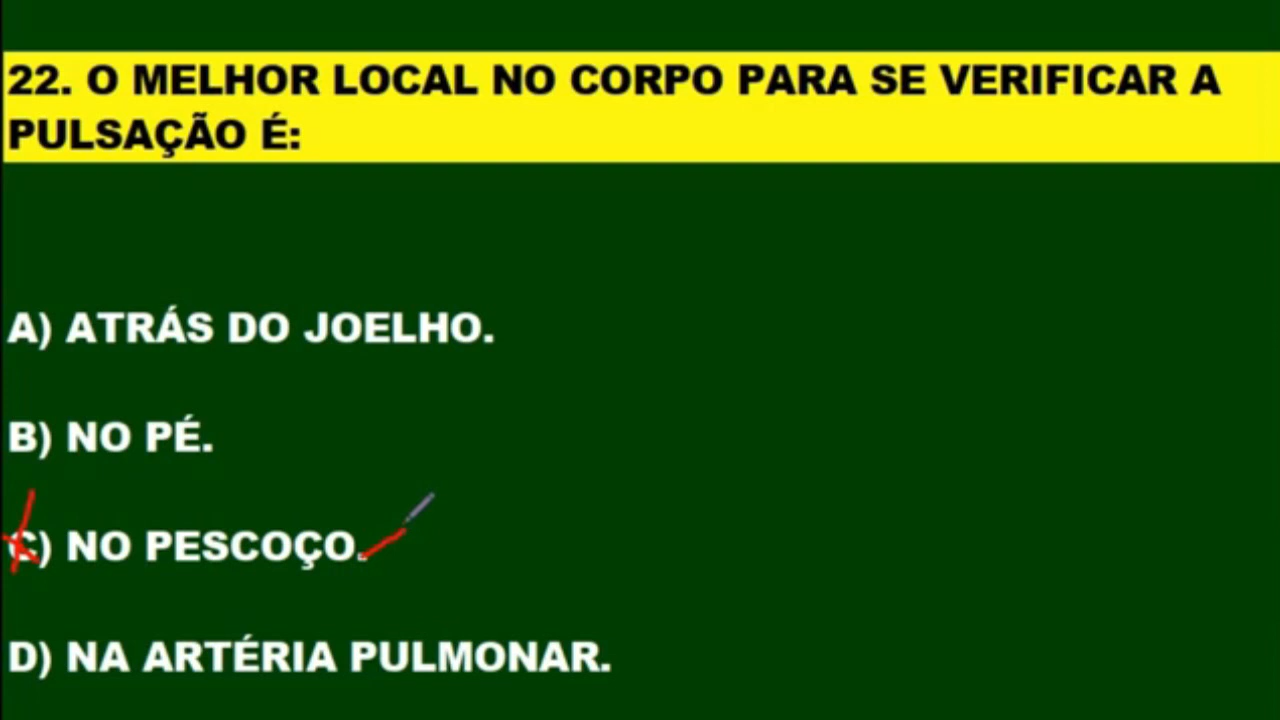 22. O MELHOR LOCAL NO CORPO PARA SE VERIFICAR A
PULSAÇÃO É:
A) ATRÁS DO JOELHO.
B) NO PÉ.
C) NO PESCOÇO.
D) NA ARTÉRIA PULMONAR.